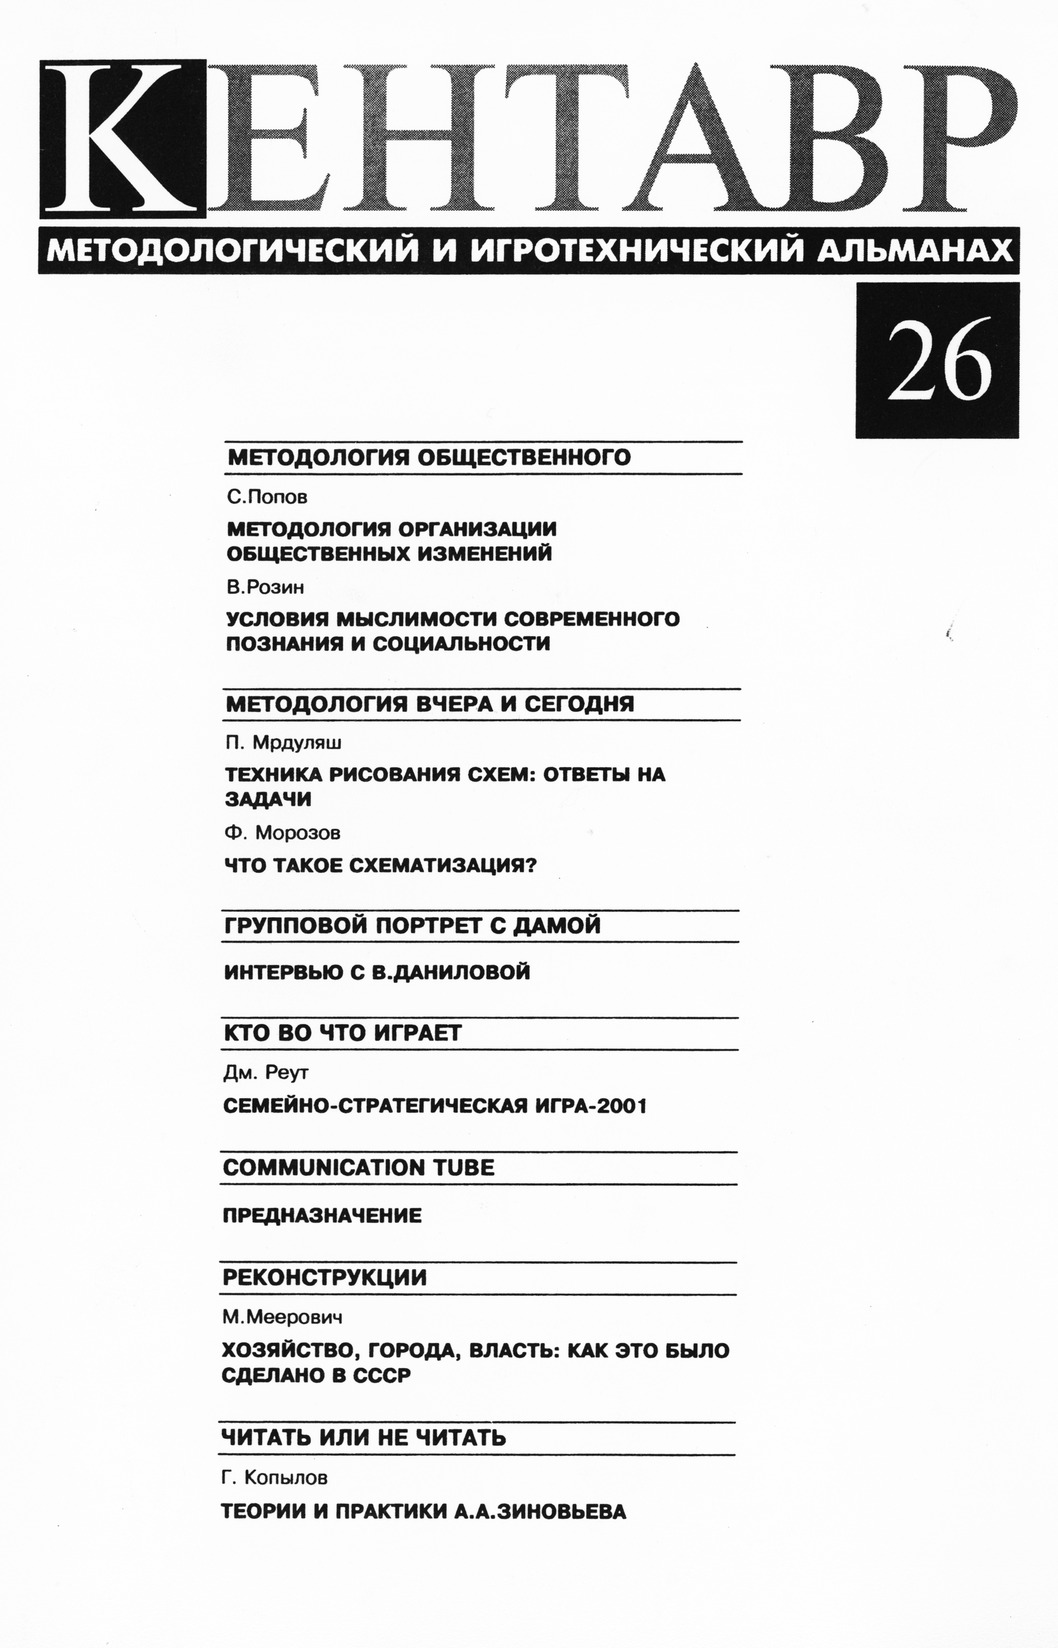 КЕНТАВР
МЕТОДОЛОГИЧЕСКИЙ И ИГРОТЕХНИЧЕСКИЙ АЛЬМАНАХ
26
МЕТОДОЛОГИЯ ОБЩЕСТВЕННОГО
С.Попов
МЕТОДОЛОГИЯ ОРГАНИЗАЦИИ
ОБЩЕСТВЕННЫХ ИЗМЕНЕНИЙ
В.Розин
УСЛОВИЯ МЫСЛИМОСТИ СОВРЕМЕННОГО
ПОЗНАНИЯ И СОЦИАЛЬНОСТИ
МЕТОДОЛОГИЯ ВЧЕРА И СЕГОДНЯ
П. Мрдуляш
ТЕХНИКА РИСОВАНИЯ СХЕМ: ОТВЕТЫ НА
ЗАДАЧИ
Ф. Морозов
ЧТО ТАКОЕ СХЕМАТИЗАЦИЯ?
ГРУППОВОЙ ПОРТРЕТ С ДАМОЙ
ИНТЕРВЬЮ С В.ДАНИЛОВОЙ
КТО ВО ЧТО ИГРАЕТ
Дм. Реут
СЕМЕЙНО-СТРАТЕГИЧЕСКАЯ ИГРА-2001
COMMUNICATION TUBE
ПРЕДНАЗНАЧЕНИЕ
РЕКОНСТРУКЦИИ
М.Меерович
ХОЗЯЙСТВО, ГОРОДА, ВЛАСТЬ: КАК ЭТО БЫЛО
СДЕЛАНО В СССР
ЧИТАТЬ ИЛИ НЕ ЧИТАТЬ
Г. Копылов
ТЕОРИИ И ПРАКТИКИ А.А.ЗИНОВЬЕВА